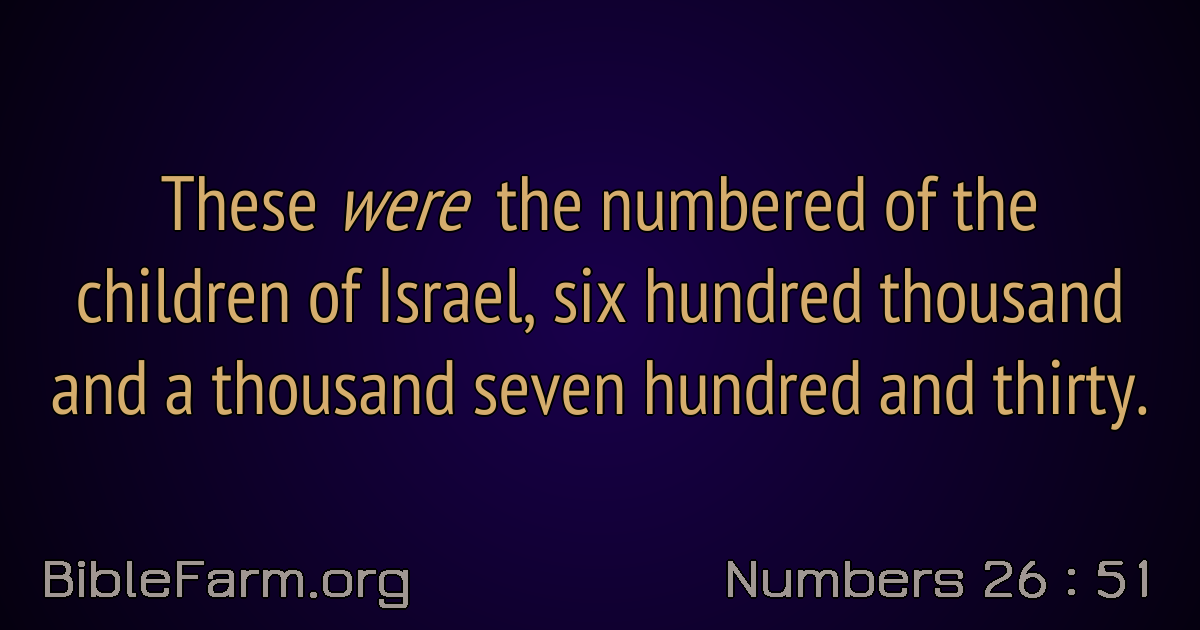 These were the numbered of the
children of Israel, six hundred thousand
and a thousand seven hundred and thirty.
BibleFarm.org
Numbers 26 : 51